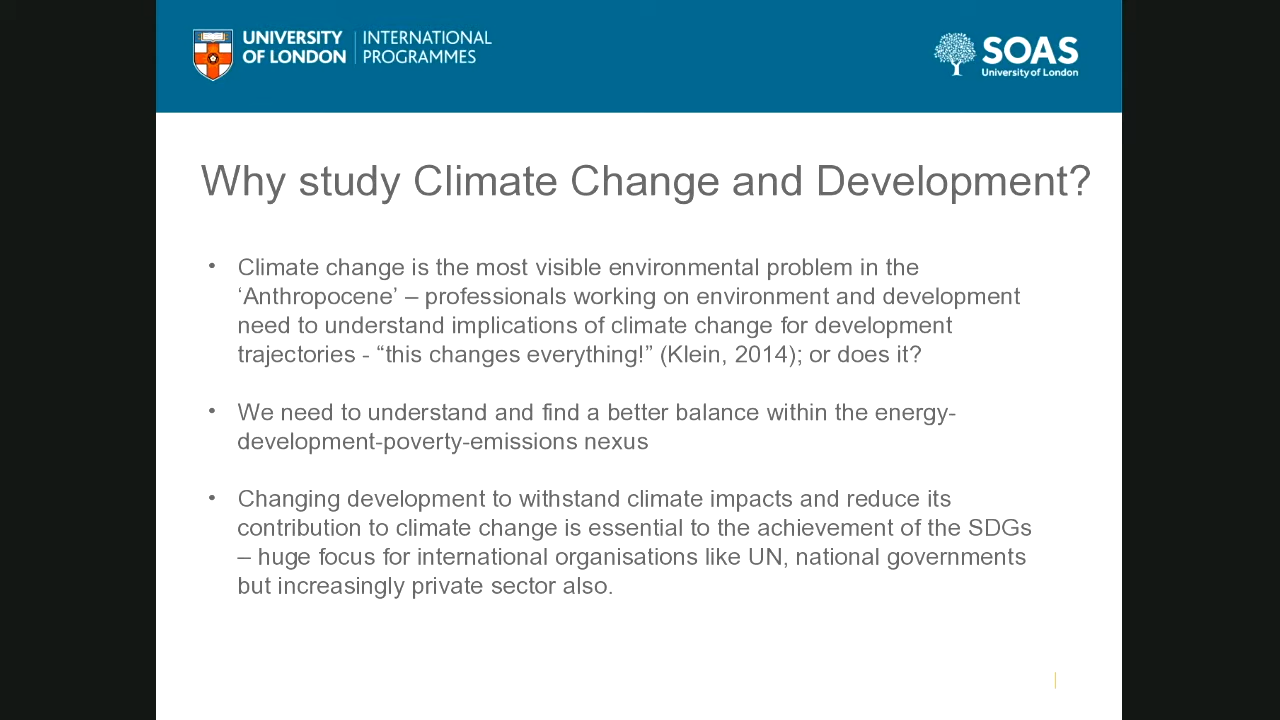 UNIVERSITY
OF LONDON
INTERNATIONAL
PROGRAMMES
SOAS
University of London
Why study Climate Change and Development?
• Climate change is the most visible environmental problem in the
‘Anthropocene’ – professionals working on environment and development
need to understand implications of climate change for development
trajectories - “this changes everything!” (Klein, 2014); or does it?
• We need to understand and find a better balance within the energy-
development-poverty-emissions nexus
• Changing development to withstand climate impacts and reduce its
contribution to climate change is essential to the achievement of the SDGs
– huge focus for international organisations like UN, national governments
but increasingly private sector also.